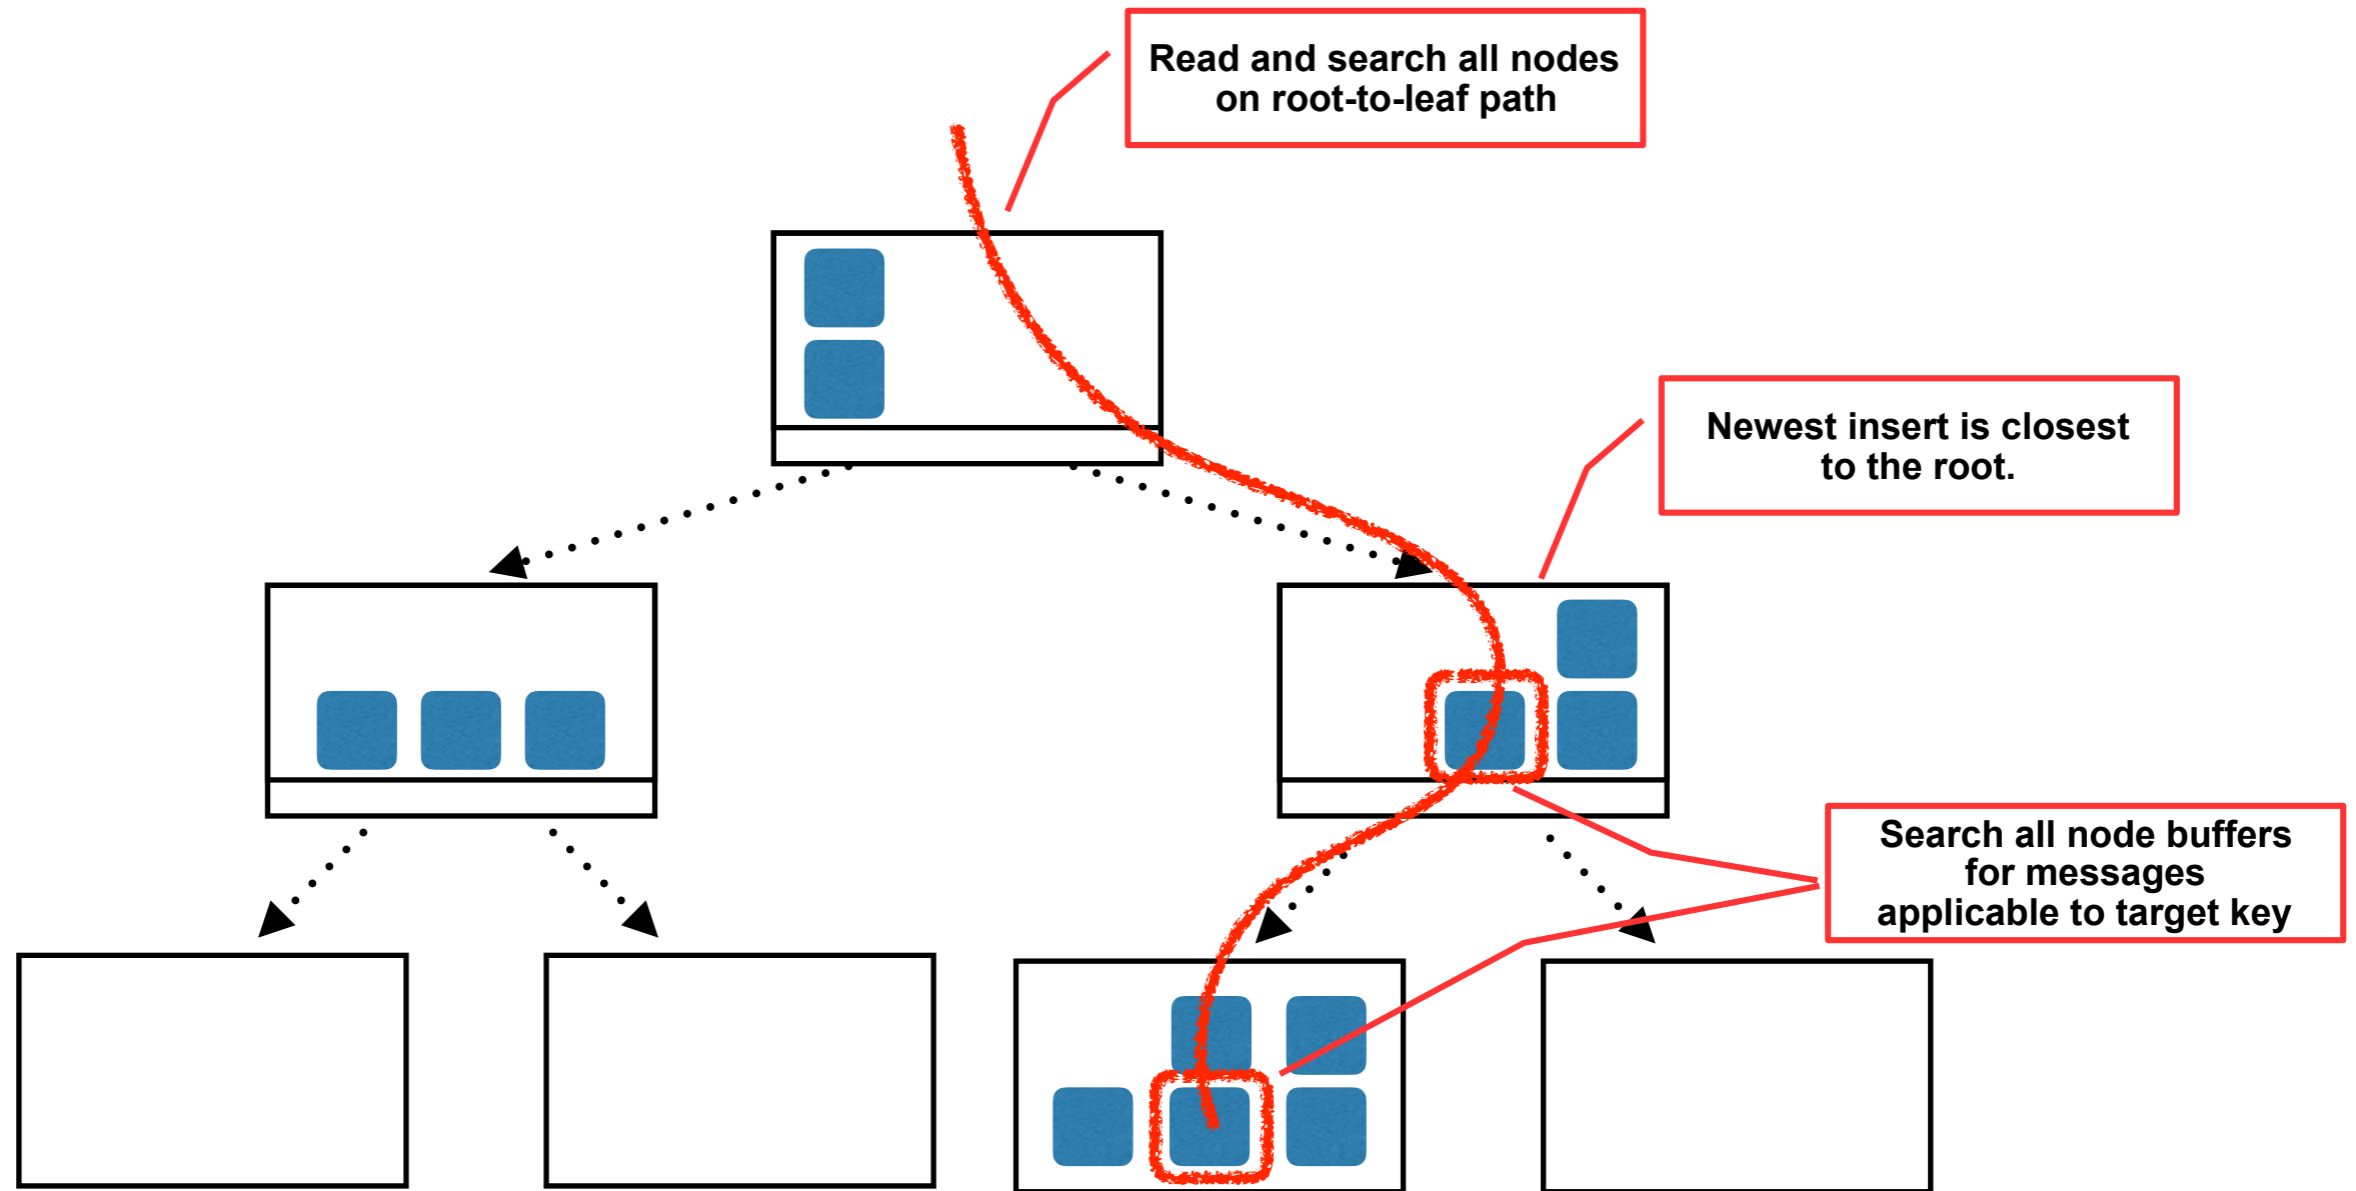 Read and search all nodes
on root-to-leaf path
Newest insert is closest
to the root.
Search all node buffers
for messages
applicable to target key